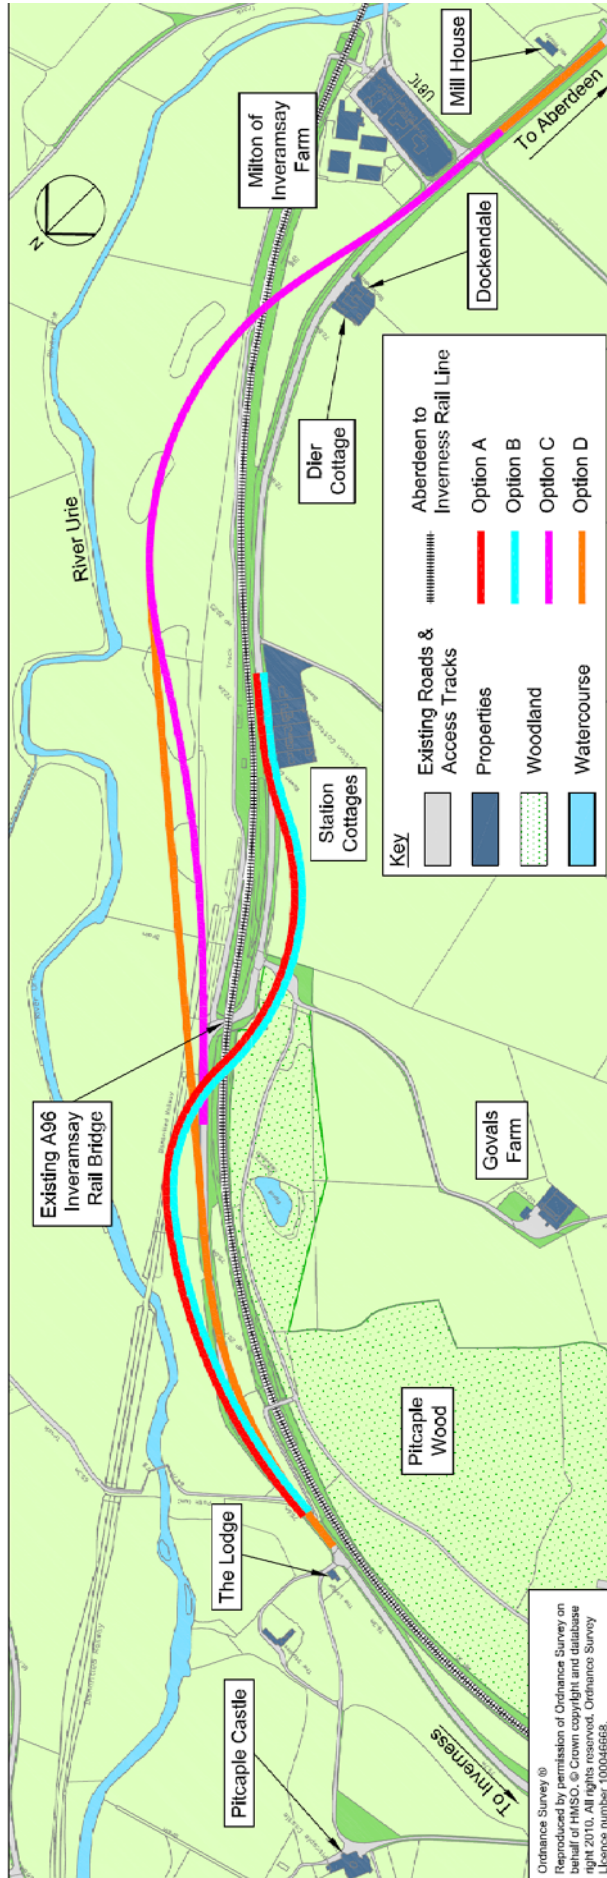 Pitcaple Castle
The Lodge
Existing A96
Inveramsay
Rail Bridge
River Urie
N
Milton of
Inveramsay
Farm
U81C
Mill House
To Aberdeen
Dockendale
Dier
Cottage
Station
Cottages
Govals
Farm
Pitcaple
Wood
To Inverness
Key
Existing Roads &
Access Tracks
Properties
Woodland
Watercourse
Aberdeen to
Inverness Rail Line
Option A
Option B
Option C
Option D
Ordnance Survey ®
Reproduced by permission of Ordnance Survey on
behalf of HMSO. © Crown copyright and database
right 2010. All rights reserved. Ordnance Survey
Licence number 100046668.